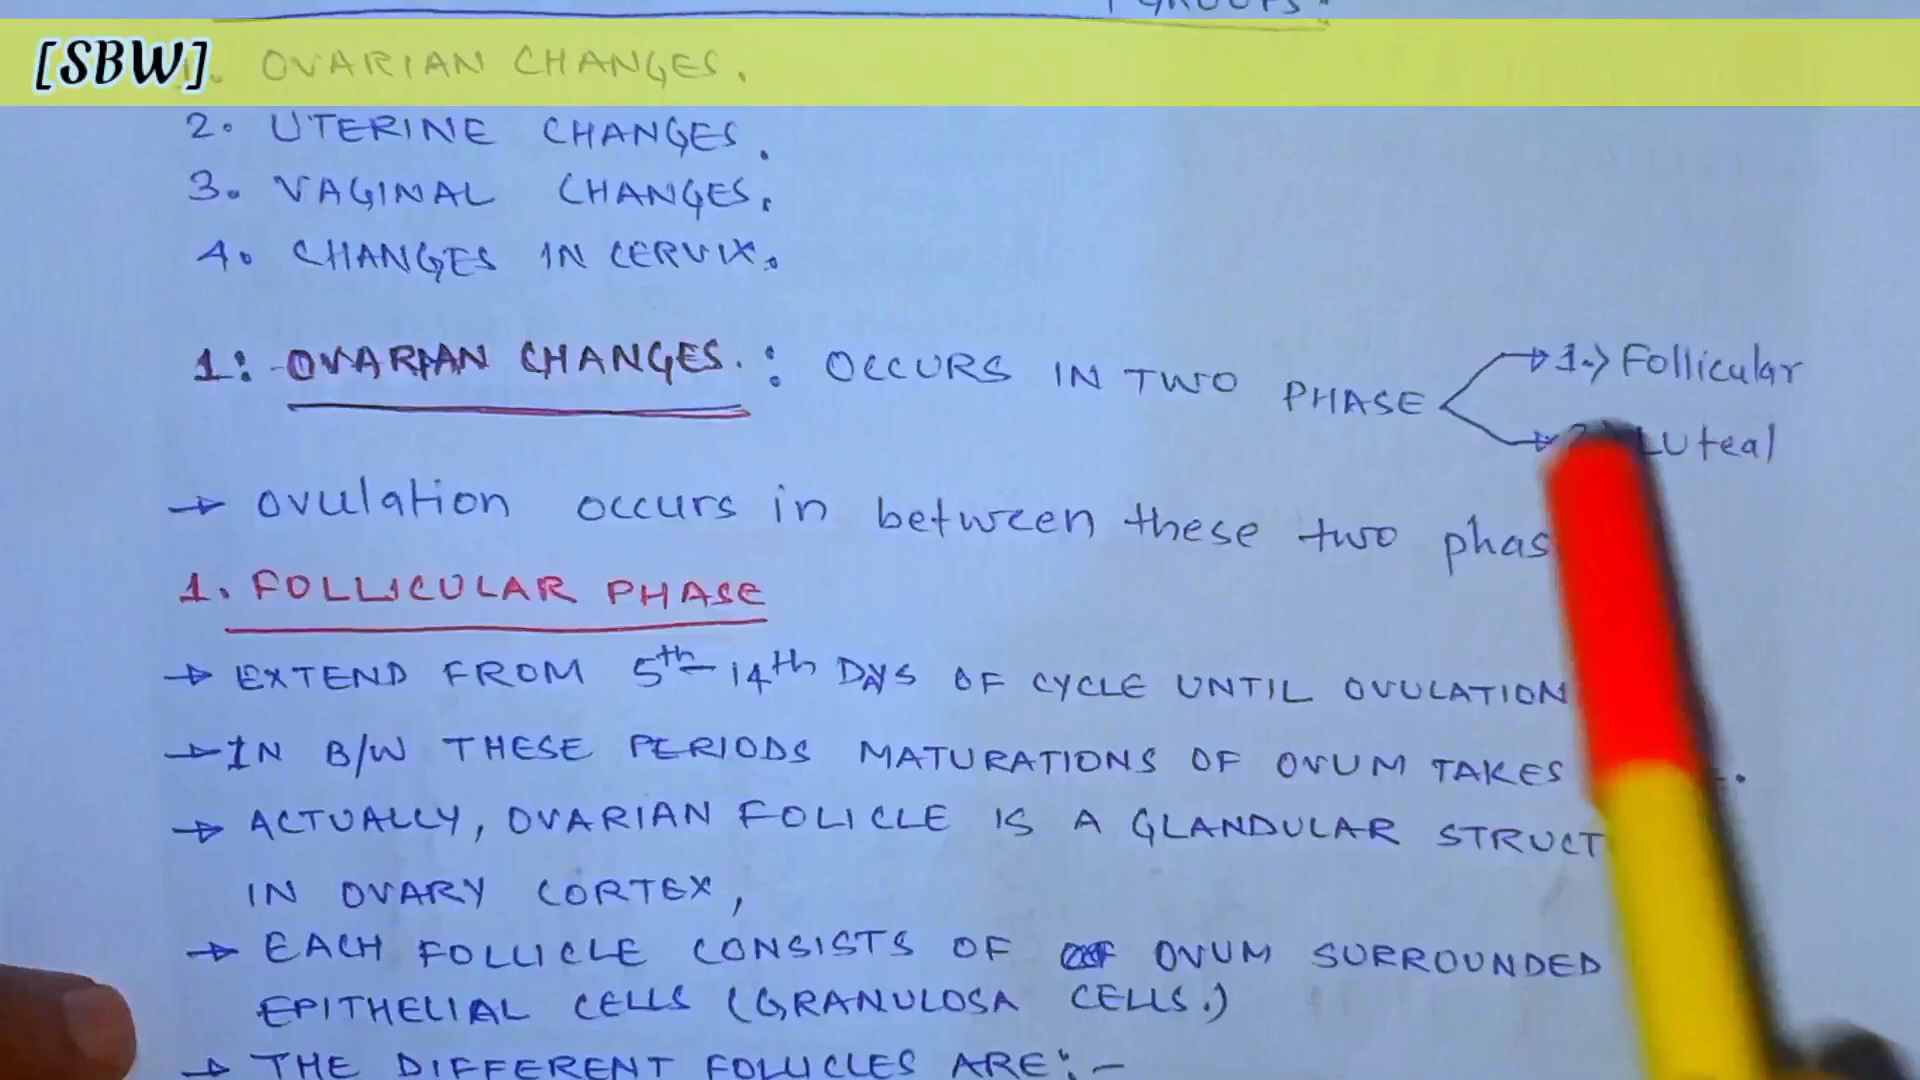 [SBW]
1. OVARIAN CHANGES.
2. UTERINE CHANGES.
3. VAGINAL CHANGES.
4. CHANGES IN CERVIX.
1: OVARIAN CHANGES. : OCCURS IN TWO PHASE
1.) Follicular
Luteal
→ ovulation occurs in between these two phas
1. FOLLICULAR PHASE
→ EXTEND FROM 5th-14th DAYS OF CYCLE UNTIL OVULATION
→ IN B/W THESE PERIODS MATURATIONS OF OVUM TAKES
→ ACTUALLY, OVARIAN FOLICLE IS A GLANDULAR STRUCT
IN OVARY CORTEX,
→ EACH FOLLICLE CONSISTS OF OVUM SURROUNDED
EPITHELIAL CELLS (GRANULOSA CELLS.)
→ THE DIFFERENT FOLLICLES ARE:-